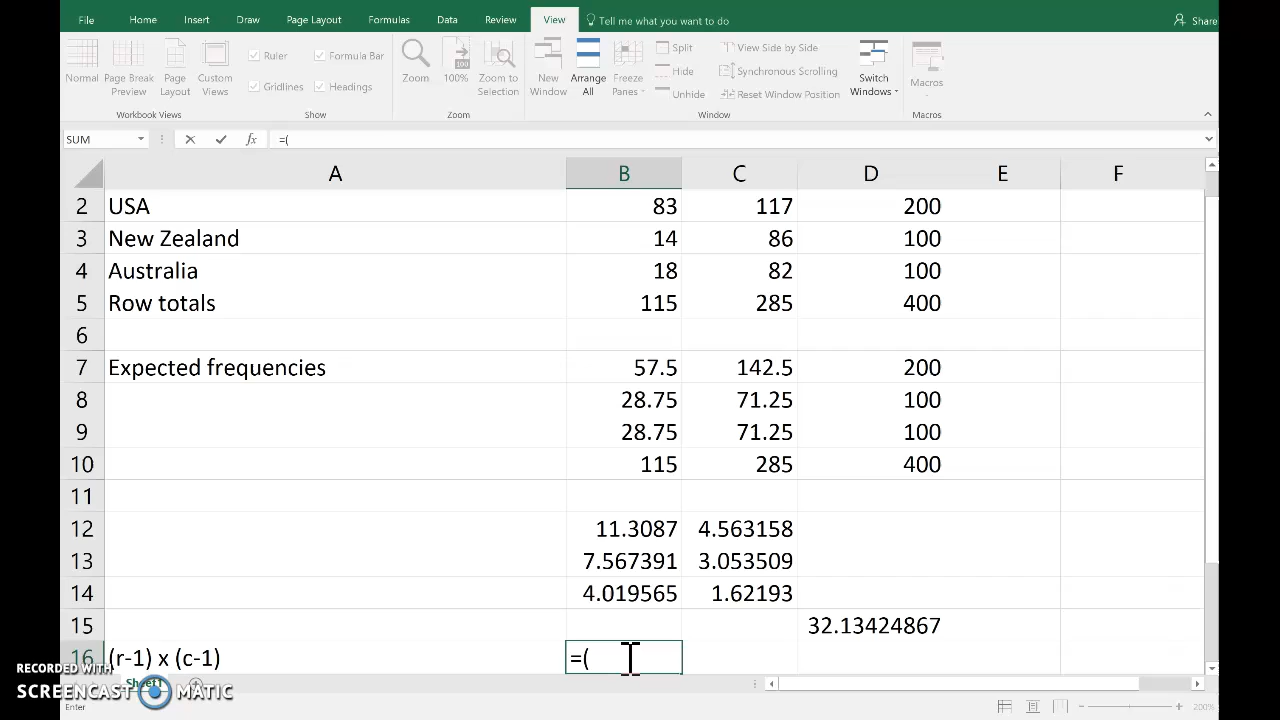 File Home Insert Draw Page Layout Formulas Data Review View Tell me what you want to do Share
Normal Page Break Preview Page Layout Custom Views Ruler Formula Bar Gridlines Headings Zoom 100% Zoom to Selection New Window Arrange All Freeze Panes Split Hide Unhide View Side by Side Synchronous Scrolling Reset Window Position Switch Windows Macros
Workbook Views Show Zoom Window Macros
SUM fx =(
A B C D E F
2 USA 83 117 200
3 New Zealand 14 86 100
4 Australia 18 82 100
5 Row totals 115 285 400
6
7 Expected frequencies 57.5 142.5 200
8 28.75 71.25 100
9 28.75 71.25 100
10 115 285 400
11
12 11.3087 4.563158
13 7.567391 3.053509
14 4.019565 1.62193
15 32.13424867
16 (r-1) x (c-1) =(
RECORDED WITH
Sheet1
SCREENCAST MATIC
Enter 200%